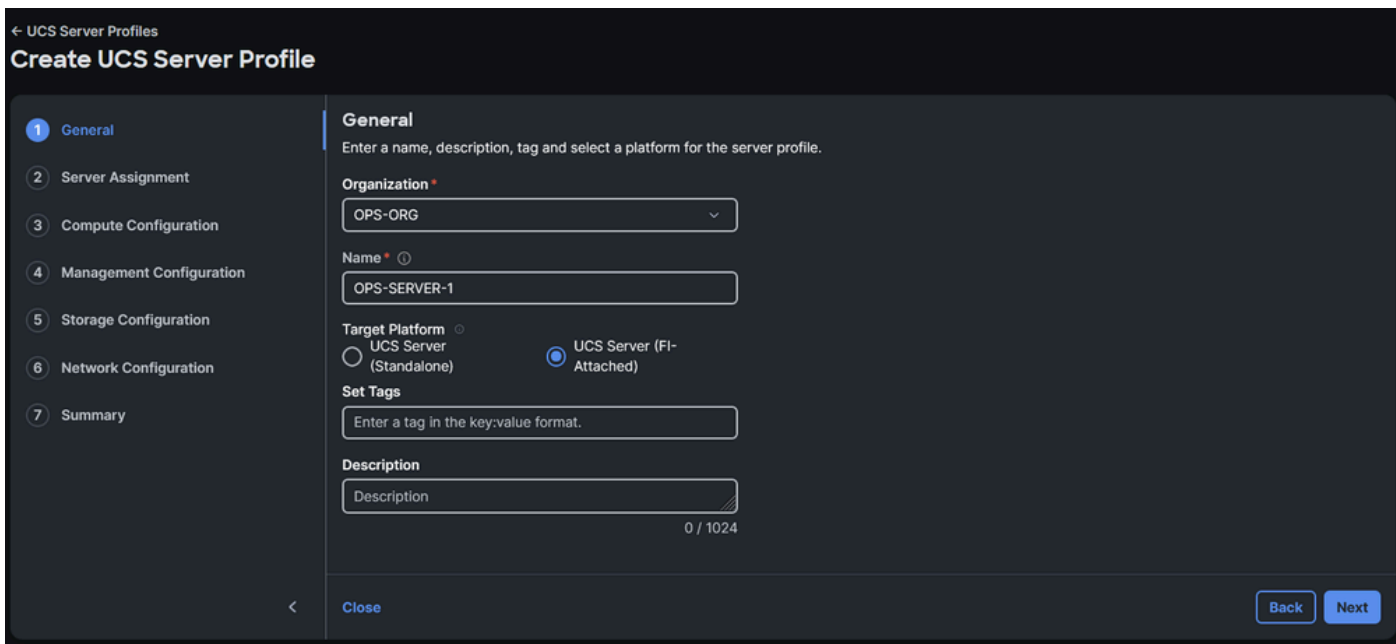 ← UCS Server Profiles
Create UCS Server Profile
1 General
2 Server Assignment
3 Compute Configuration
4 Management Configuration
5 Storage Configuration
6 Network Configuration
7 Summary
General
Enter a name, description, tag and select a platform for the server profile.
Organization *
OPS-ORG
Name *
OPS-SERVER-1
Target Platform
UCS Server
(Standalone)
UCS Server (FI-
Attached)
Set Tags
Enter a tag in the key:value format.
Description
Description
0 / 1024
Close
Back
Next